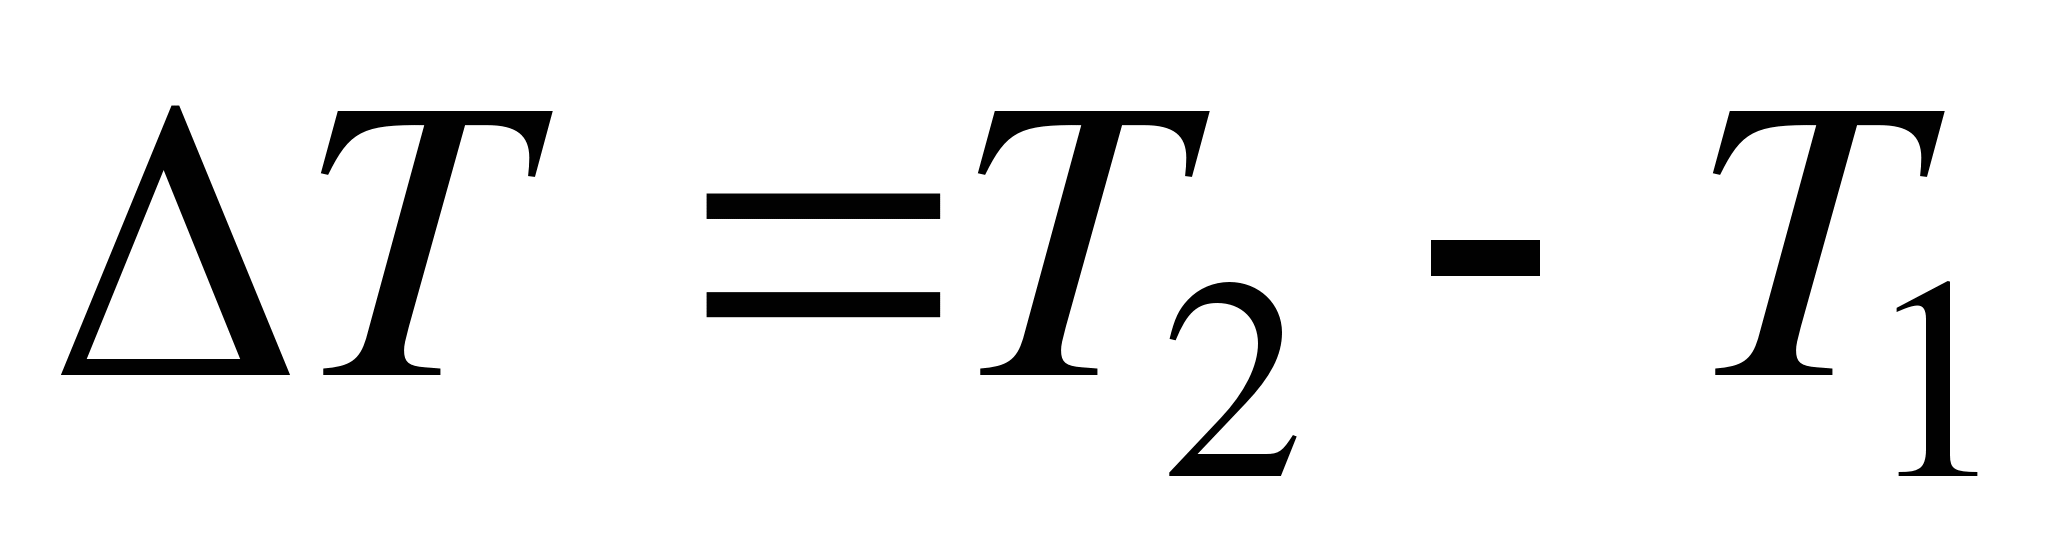 ΔT = T₂ - T₁